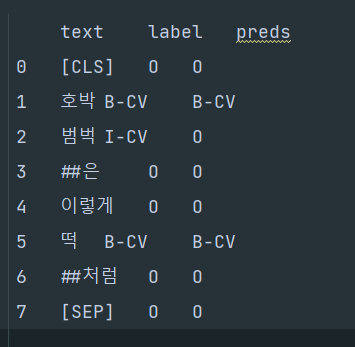 text label preds
0 [CLS] O O
1 호박 B-CV B-CV
2 범벅 I-CV O
3 ##은 O O
4 이렇게 O O
5 떡 B-CV B-CV
6 ##처럼 O O
7 [SEP] O O